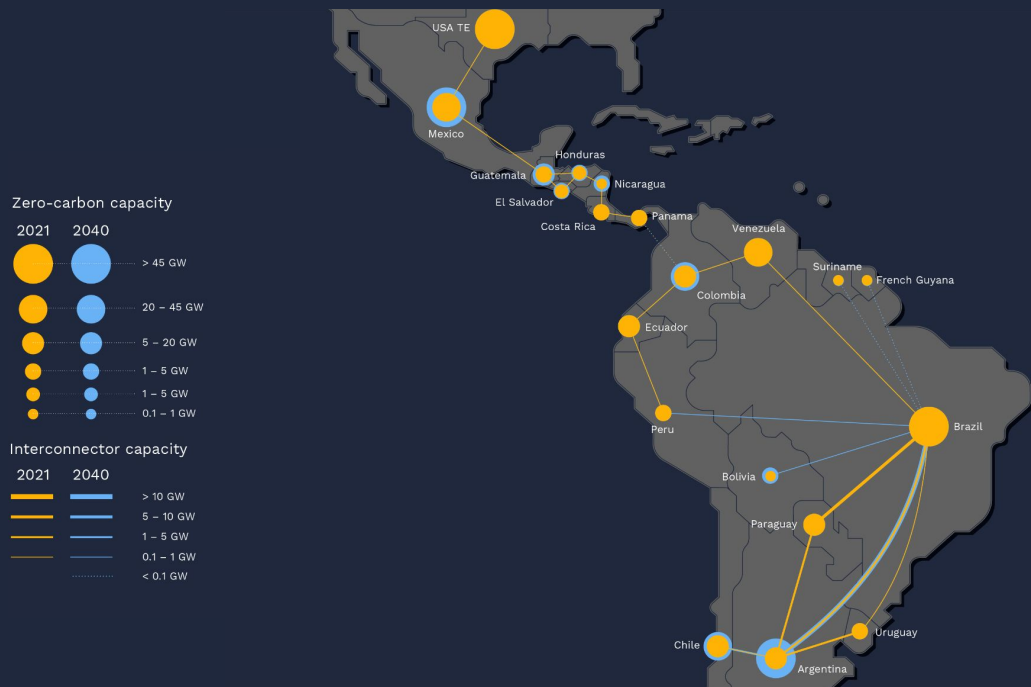 USA TE
Mexico
Honduras
Guatemala
Nicaragua
El Salvador
Costa Rica
Panama
Venezuela
Suriname
French Guyana
Colombia
Ecuador
Peru
Brazil
Bolivia
Paraguay
Chile
Uruguay
Argentina
Zero-carbon capacity
2021 2040
> 45 GW
20 – 45GW
5 – 20 GW
1 – 5 GW
1 – 5 GW
0.1 – 1 GW
Interconnector capacity
2021 2040
> 10 GW
5 – 10 GW
1 – 5 GW
0.1 – 1 GW
< 0.1 GW